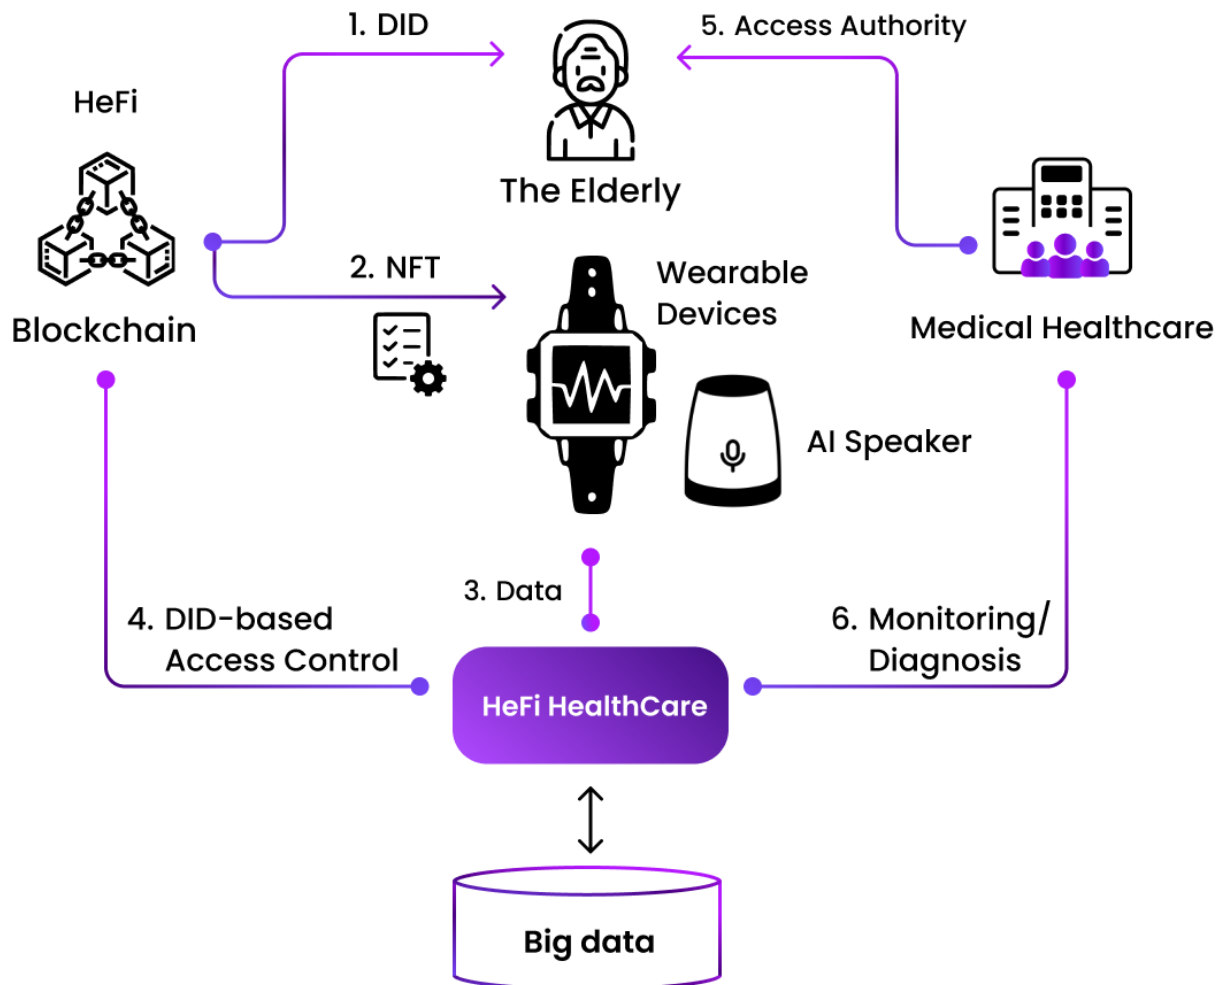 1. DID
5. Access Authority
HeFi
The Elderly
2. NFT
Wearable
Devices
Blockchain
Medical Healthcare
AI Speaker
3. Data
4. DID-based
Access Control
6. Monitoring/
Diagnosis
HeFi HealthCare
Big data